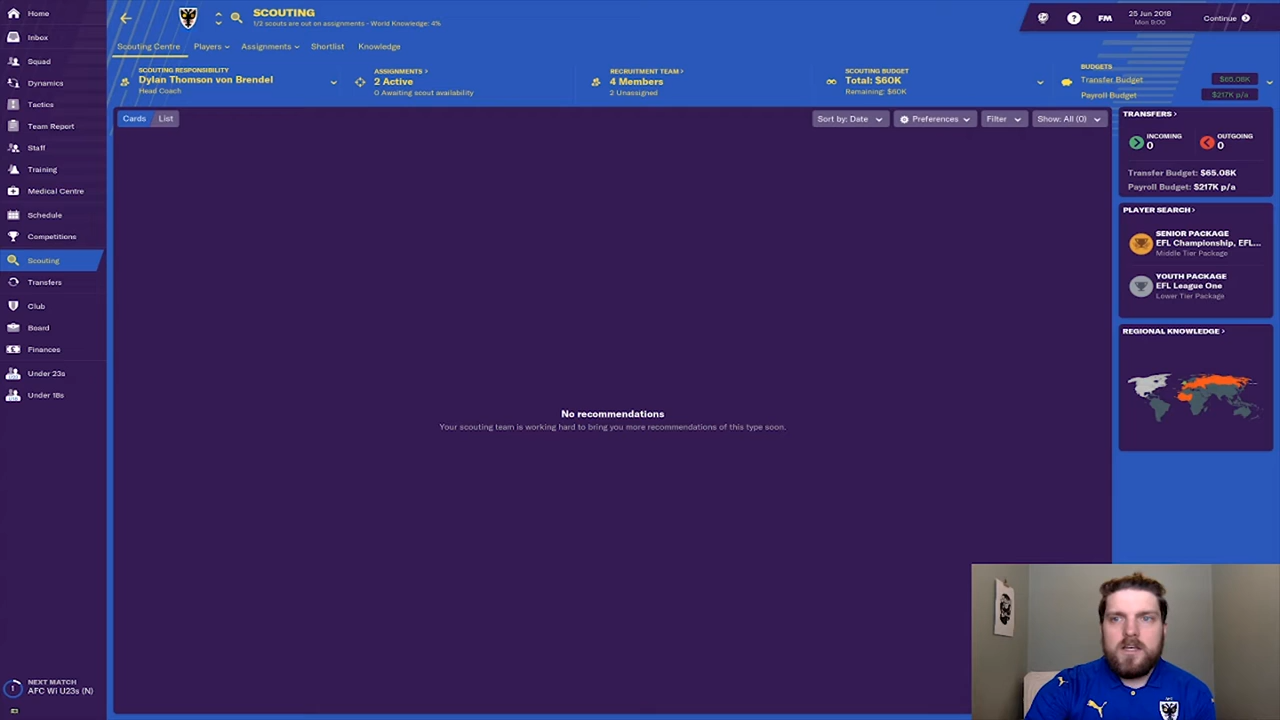 Home
Inbox
Squad
Dynamics
Tactics
Team Report
Staff
Training
Medical Centre
Schedule
Competitions
Scouting
Transfers
Club
Board
Finances
Under 23s
Under 18s
NEXT MATCH
AFC Wi U23s (N)
SCOUTING
1/2 scouts are out on assignments - World Knowledge: 4%
FM
25 Jun 2018
Mon 9:00
Continue
Scouting Centre
Players
Assignments
Shortlist
Knowledge
SCOUTING RESPONSIBILITY
Dylan Thomson von Brendel
Head Coach
ASSIGNMENTS >
2 Active
0 Awaiting scout availability
RECRUITMENT TEAM >
4 Members
2 Unassigned
SCOUTING BUDGET
Total: $60K
Remaining: $60K
BUDGETS
Transfer Budget $65.08K
Payroll Budget $217K p/a
Cards List
Sort by: Date
Preferences
Filter
Show: All (0)
No recommendations
Your scouting team is working hard to bring you more recommendations of this type soon.
TRANSFERS >
INCOMING
0
OUTGOING
0
Transfer Budget: $65.08K
Payroll Budget: $217K p/a
PLAYER SEARCH >
SENIOR PACKAGE
EFL Championship, EFL...
Middle Tier Package
YOUTH PACKAGE
EFL League One
Lower Tier Package
REGIONAL KNOWLEDGE >